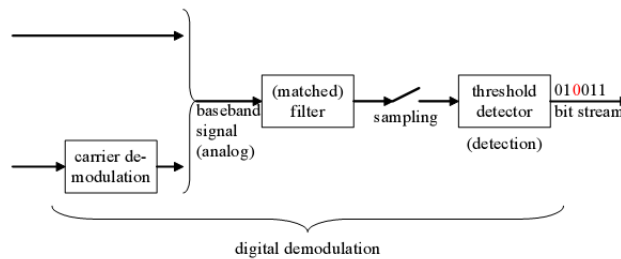 (matched)
filter
threshold
detector
010011
bit stream
baseband
signal
(analog)
sampling
(detection)
carrier de-
modulation
digital demodulation